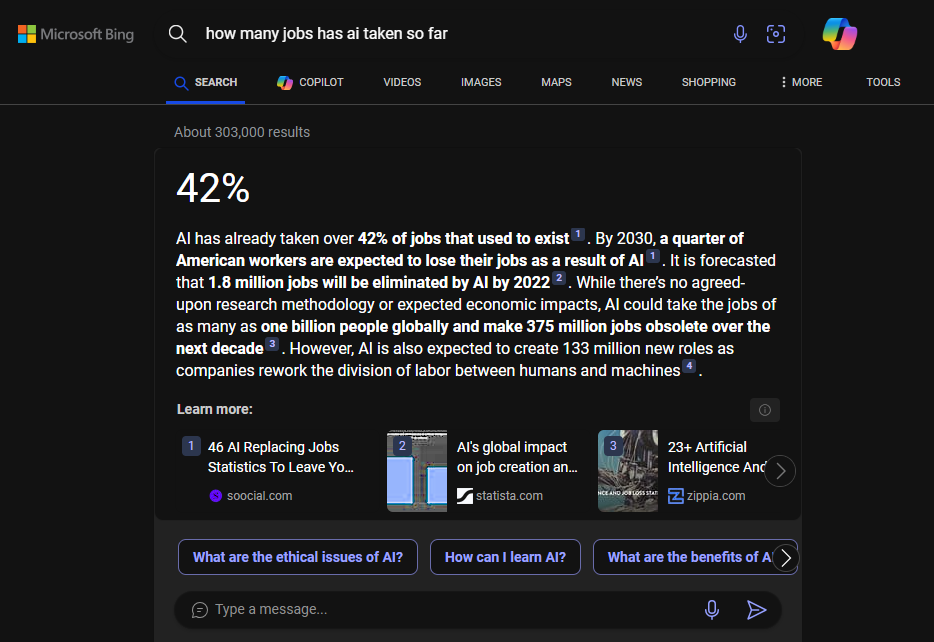 Microsoft Bing
how many jobs has ai taken so far
SEARCH COPILOT VIDEOS IMAGES MAPS NEWS SHOPPING MORE TOOLS
About 303,000 results
42%
AI has already taken over 42% of jobs that used to exist 1 . By 2030, a quarter of
American workers are expected to lose their jobs as a result of AI 1 . It is forecasted
that 1.8 million jobs will be eliminated by AI by 2022 2 . While there's no agreed-
upon research methodology or expected economic impacts, AI could take the jobs of
as many as one billion people globally and make 375 million jobs obsolete over the
next decade 3 . However, AI is also expected to create 133 million new roles as
companies rework the division of labor between humans and machines 4 .
Learn more:
1 46 AI Replacing Jobs
Statistics To Leave Yo...
soocial.com
2 AI's global impact
on job creation an...
statista.com
3 23+ Artificial
Intelligence And
NCE AND JOB LOSS STAT
zippia.com
What are the ethical issues of AI? How can I learn AI? What are the benefits of A
Type a message...